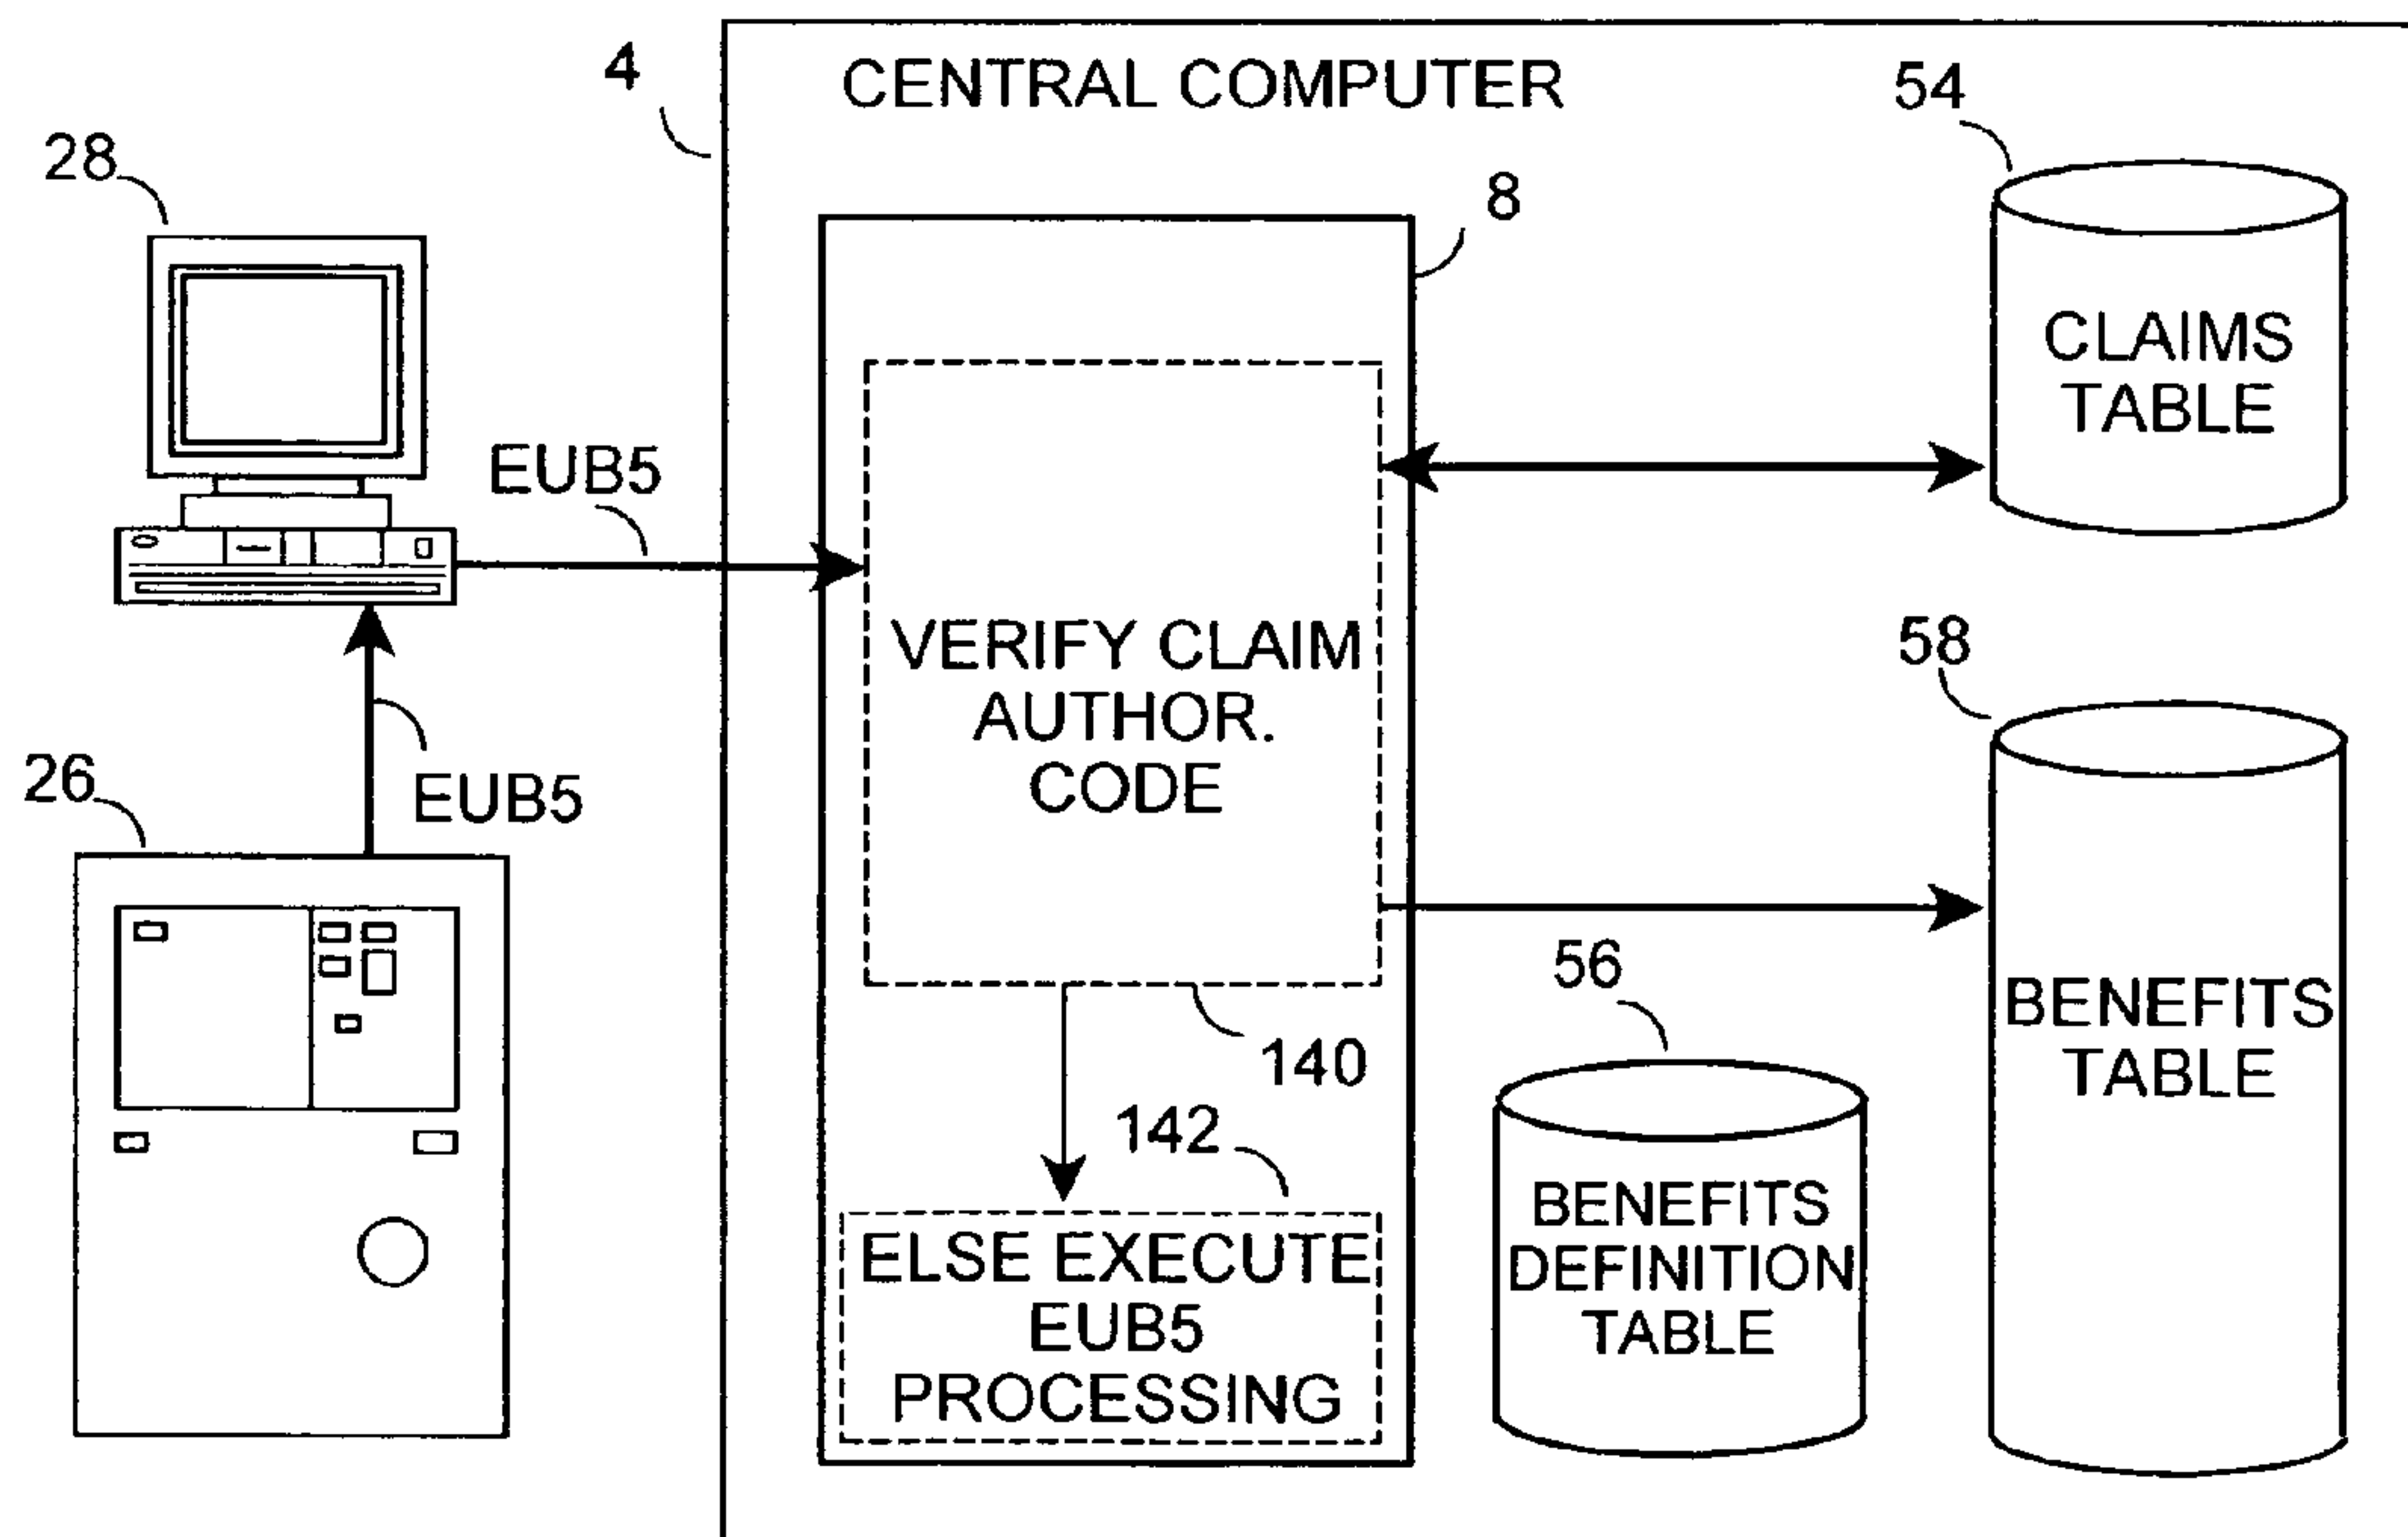 4
CENTRAL COMPUTER
54
28
8
CLAIMS
TABLE
EUB5
VERIFY CLAIM
AUTHOR.
CODE
58
26
EUB5
56
BENEFITS
TABLE
140
142
ELSE EXECUTE
EUB5
PROCESSING
BENEFITS
DEFINITION
TABLE